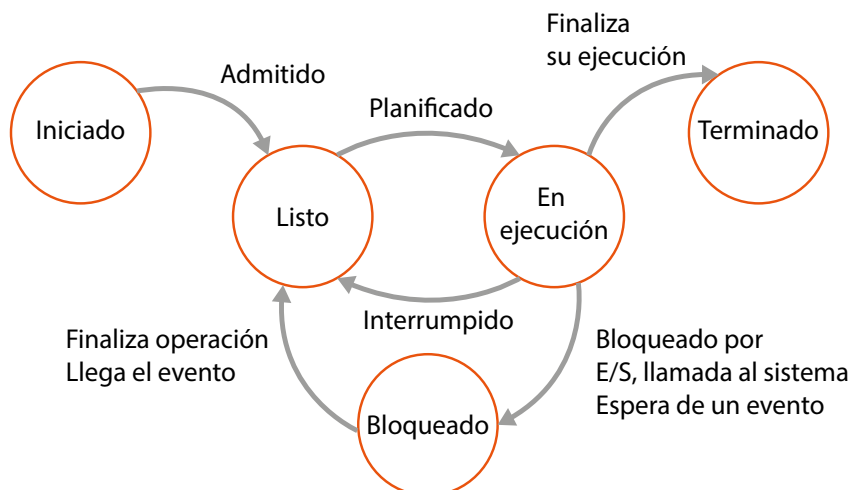 Finaliza
su ejecución
Admitido
Planificado
Iniciado
Terminado
Listo
En
ejecución
Interrumpido
Finaliza operación
Llega el evento
Bloqueado por
E/S, llamada al sistema
Espera de un evento
Bloqueado